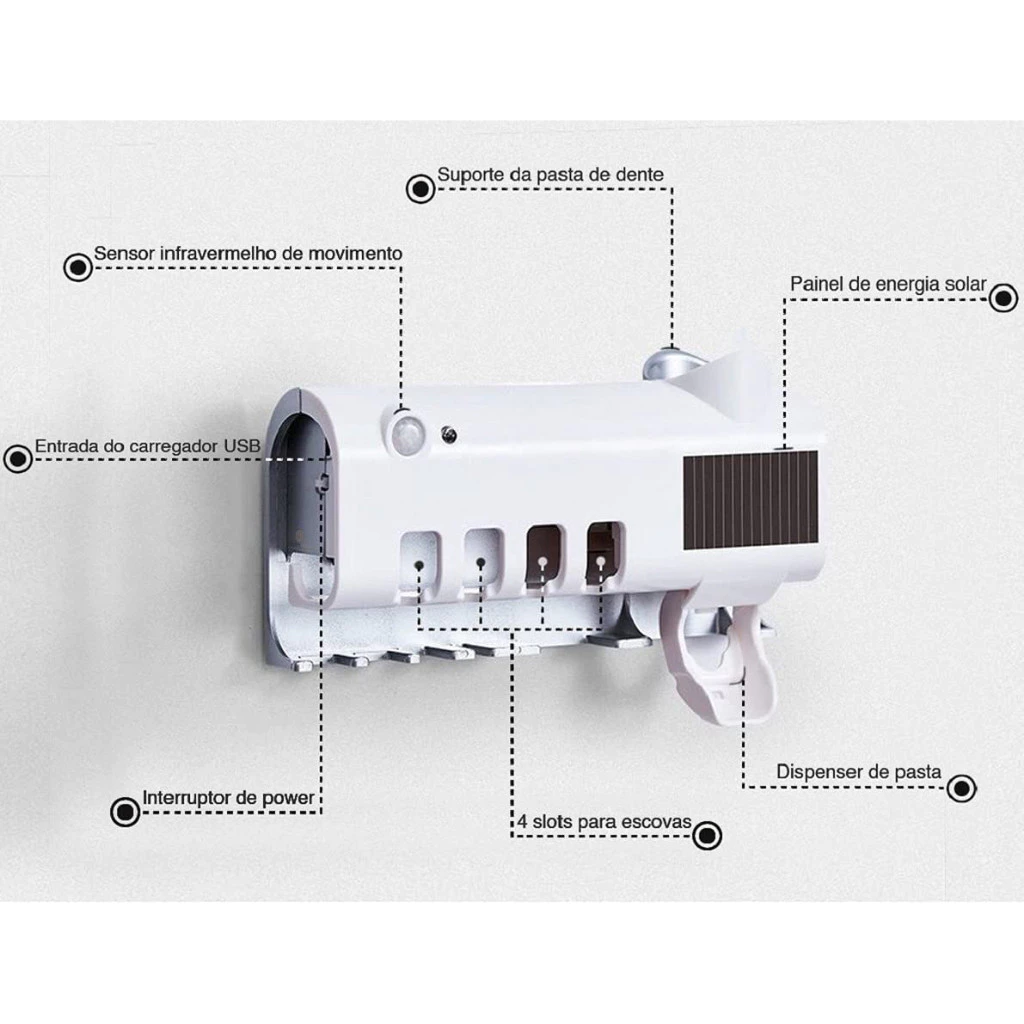 Suporte da pasta de dente
Sensor infravermelho de movimento
Painel de energia solar
Entrada do carregador USB
Dispenser de pasta
Interruptor de power
4 slots para escovas